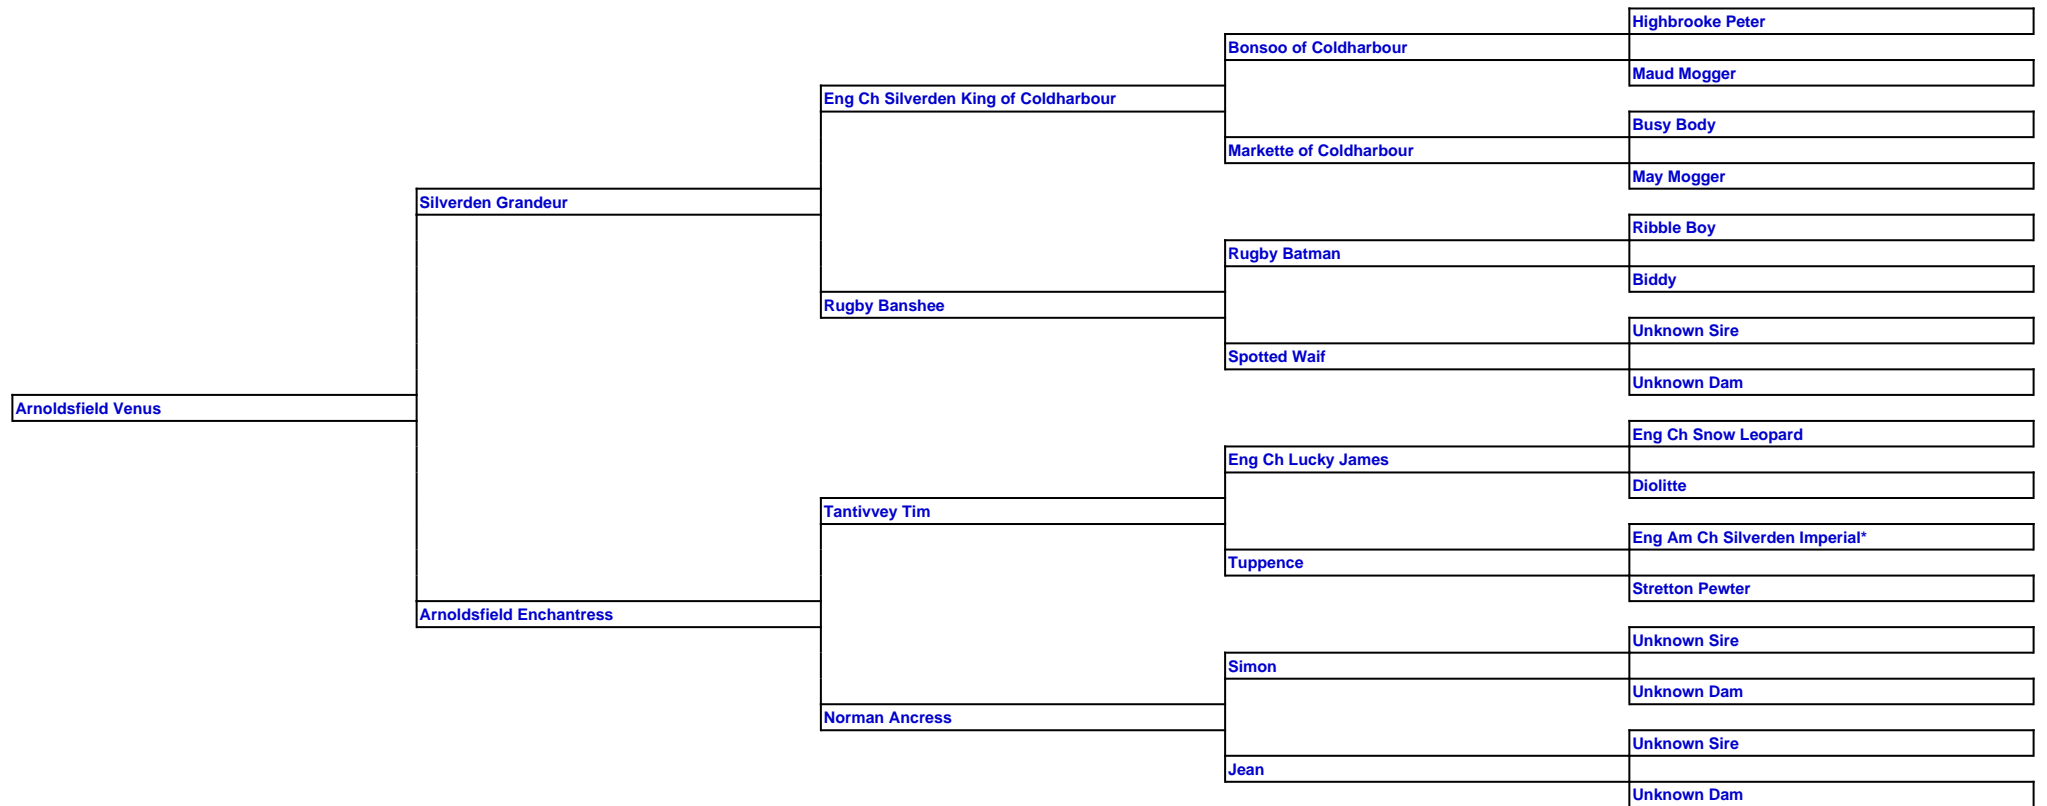 Highbrooke Peter
Bonsoo of Coldharbour
Maud Mogger
Eng Ch Silverden King of Coldharbour
Busy Body
Markette of Coldharbour
May Mogger
Silverden Grandeur
Ribble Boy
Rugby Batman
Biddy
Rugby Banshee
Unknown Sire
Spotted Waif
Unknown Dam
Arnoldsfield Venus
Eng Ch Snow Leopard
Eng Ch Lucky James
Diolitte
Tantivvey Tim
Eng Am Ch Silverden Imperial*
Tuppence
Stretton Pewter
Arnoldsfield Enchantress
Unknown Sire
Simon
Unknown Dam
Norman Ancress
Unknown Sire
Jean
Unknown Dam